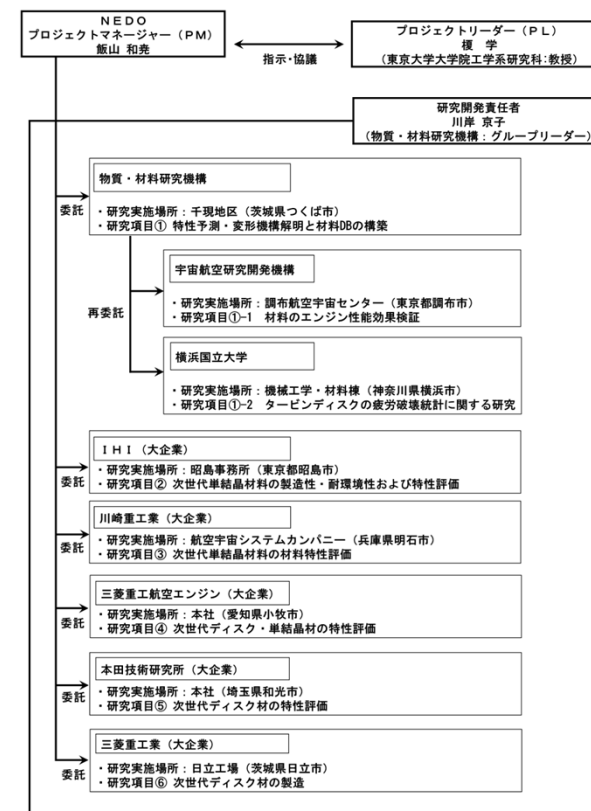 NEDO
プロジェクトマネージャー（PM）
飯山 和尭
指示・協議
プロジェクトリーダー（PL）
榎 学
(東京大学大学院工学系研究科：教授)
研究開発責任者
川岸 京子
(物質・材料研究機構：グループリーダー)
委託
物質・材料研究機構
・研究実施場所：千現地区（茨城県つくば市）
・研究項目① 特性予測・変形機構解明と材料DBの構築
再委託
宇宙航空研究開発機構
・研究実施場所：調布航空宇宙センター（東京都調布市）
・研究項目①-1 材料のエンジン性能効果検証
横浜国立大学
・研究実施場所：機械工学・材料棟（神奈川県横浜市）
・研究項目①-2 タービンディスクの疲労破壊統計に関する研究
委託
IHI（大企業）
・研究実施場所：昭島事務所（東京都昭島市）
・研究項目② 次世代単結晶材料の製造性・耐環境性および特性評価
委託
川崎重工業（大企業）
・研究実施場所：航空宇宙システムカンパニー（兵庫県明石市）
・研究項目③ 次世代単結晶材料の材料特性評価
委託
三菱重工航空エンジン（大企業）
・研究実施場所：本社（愛知県小牧市）
・研究項目④ 次世代ディスク・単結晶材の特性評価
委託
本田技術研究所（大企業）
・研究実施場所：本社（埼玉県和光市）
・研究項目⑤ 次世代ディスク材の特性評価
委託
三菱重工業（大企業）
・研究実施場所：日立工場（茨城県日立市）
・研究項目⑥ 次世代ディスク材の製造